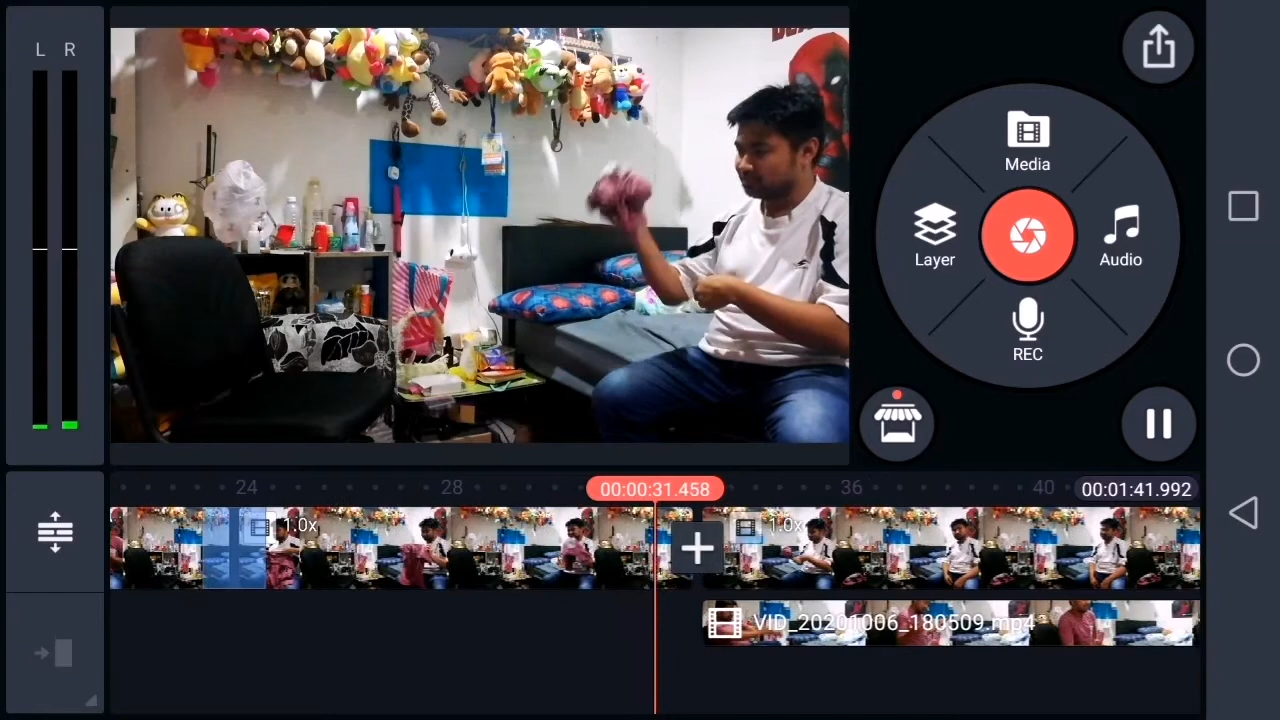 L R
Media
Layer
Audio
REC
24
28
00:00:31.458
36
40
00:01:41.992
1.0x
1.0x
VID_20201006_180509.mp4